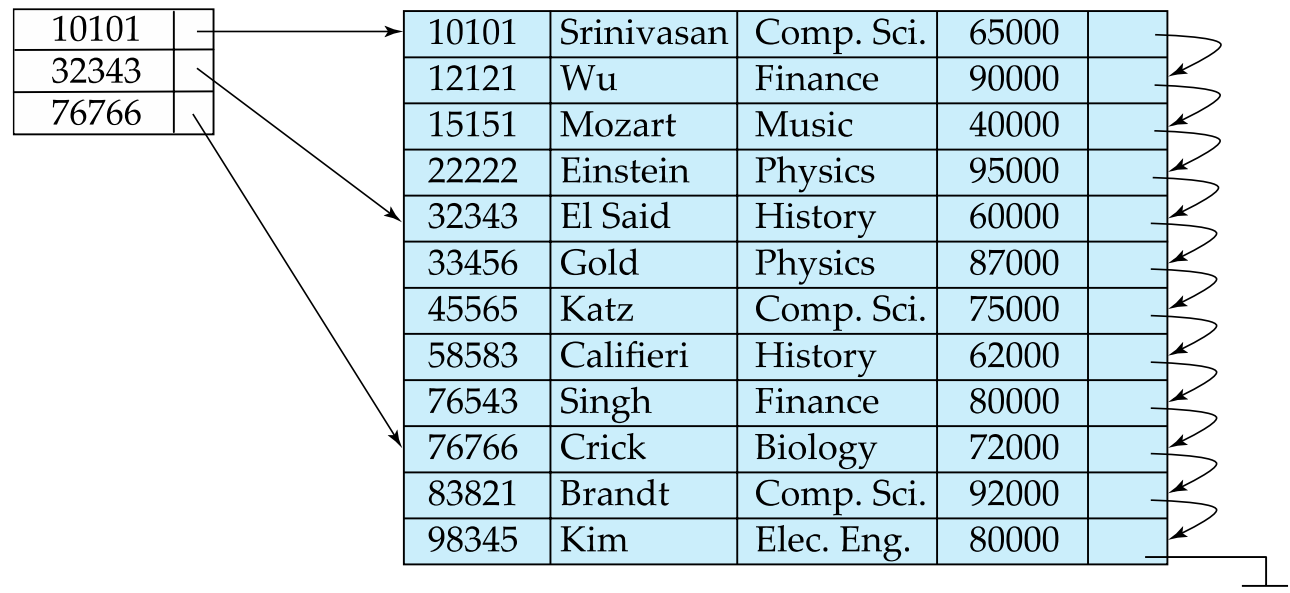 10101
32343
76766
10101 Srinivasan Comp. Sci. 65000
12121 Wu Finance 90000
15151 Mozart Music 40000
22222 Einstein Physics 95000
32343 El Said History 60000
33456 Gold Physics 87000
45565 Katz Comp. Sci. 75000
58583 Califieri History 62000
76543 Singh Finance 80000
76766 Crick Biology 72000
83821 Brandt Comp. Sci. 92000
98345 Kim Elec. Eng. 80000